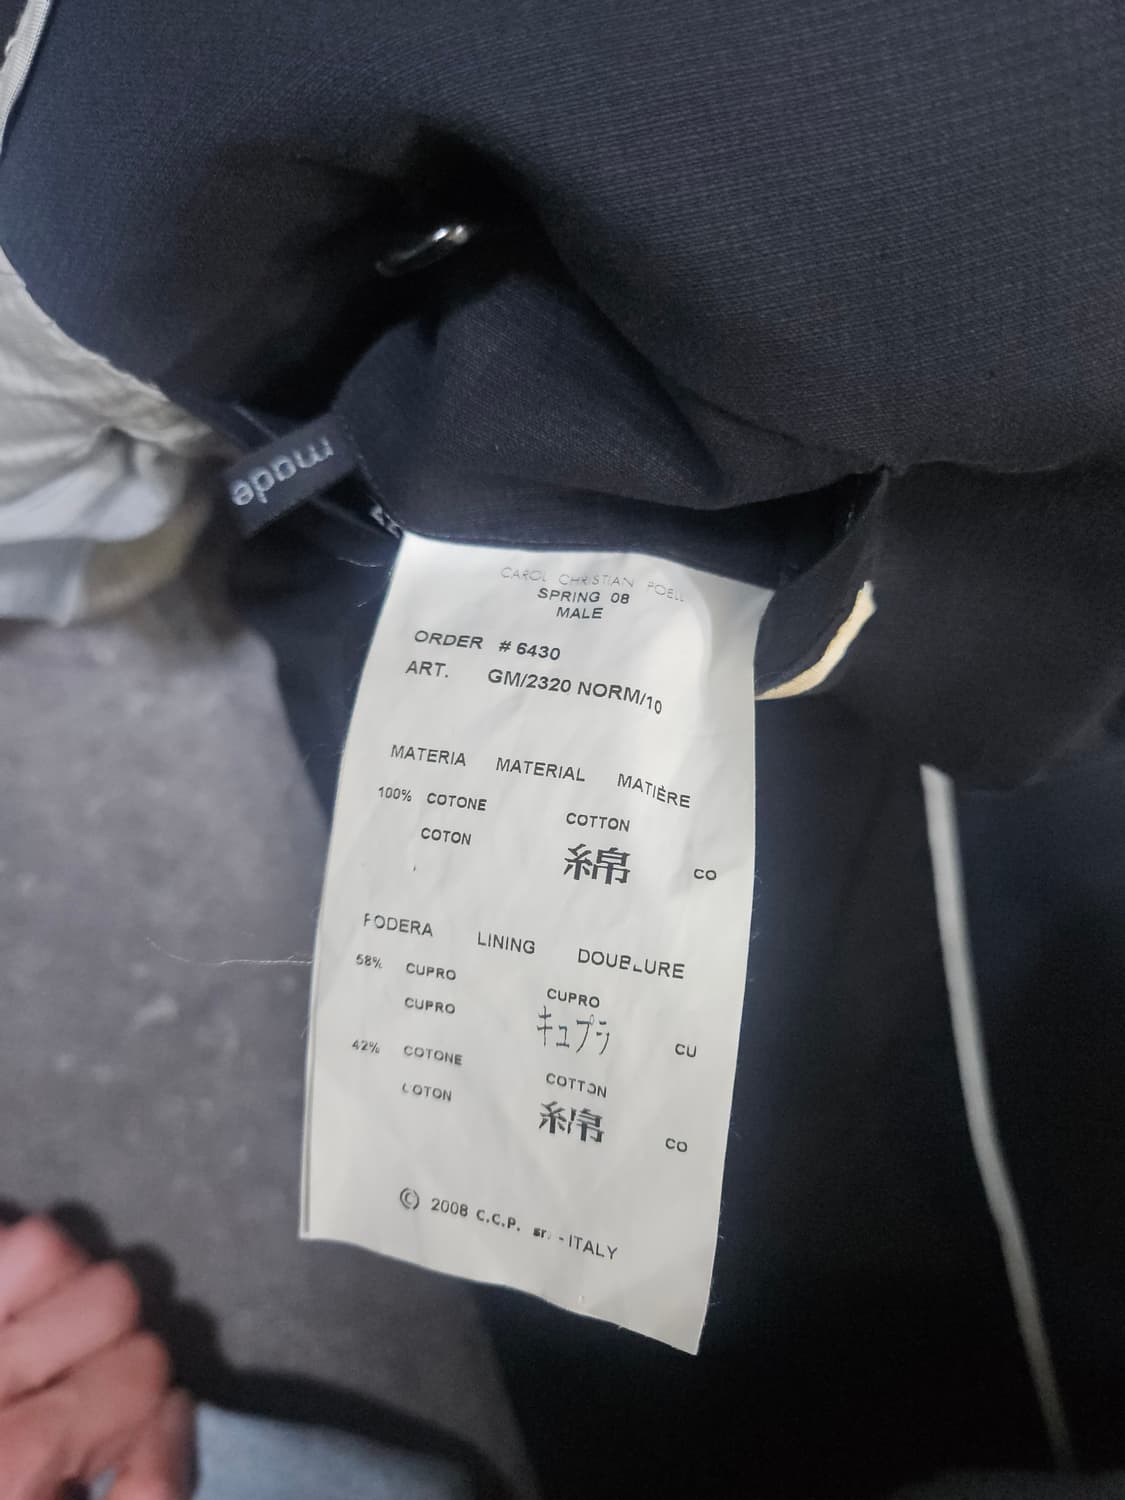 made
CAROL CHRISTIAN POELL
SPRING 08
MALE
ORDER # 6430
ART. GM/2320 NORM/10
MATERIA MATERIAL MATIÈRE
100% COTONE COTTON
COTON 綿 CO
FODERA LINING DOUBLURE
58% CUPRO CUPRO
CUPRO キュプラ CU
42% COTONE COTTON
COTON 綿 CO
© 2008 C.C.P. srl - ITALY